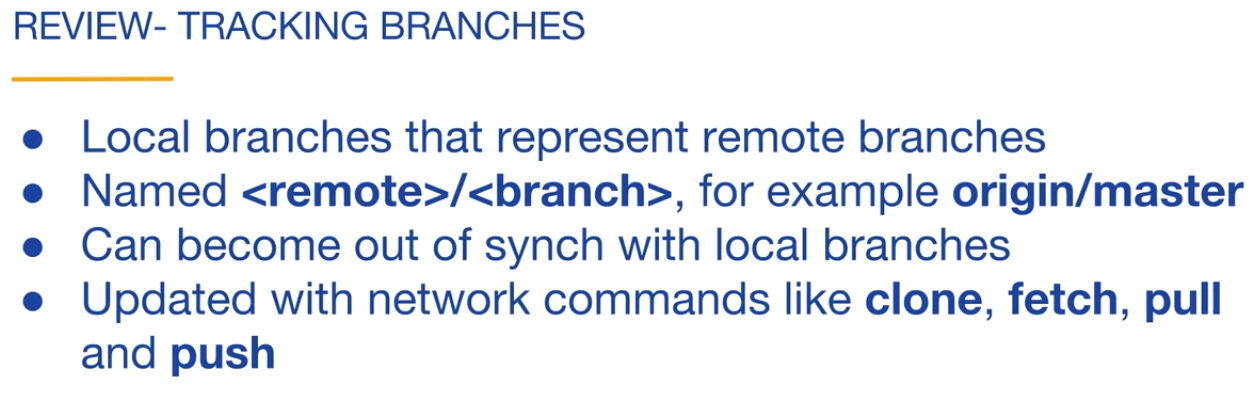 REVIEW- TRACKING BRANCHES
● Local branches that represent remote branches
● Named <remote>/<branch>, for example origin/master
● Can become out of synch with local branches
● Updated with network commands like clone, fetch, pull
and push